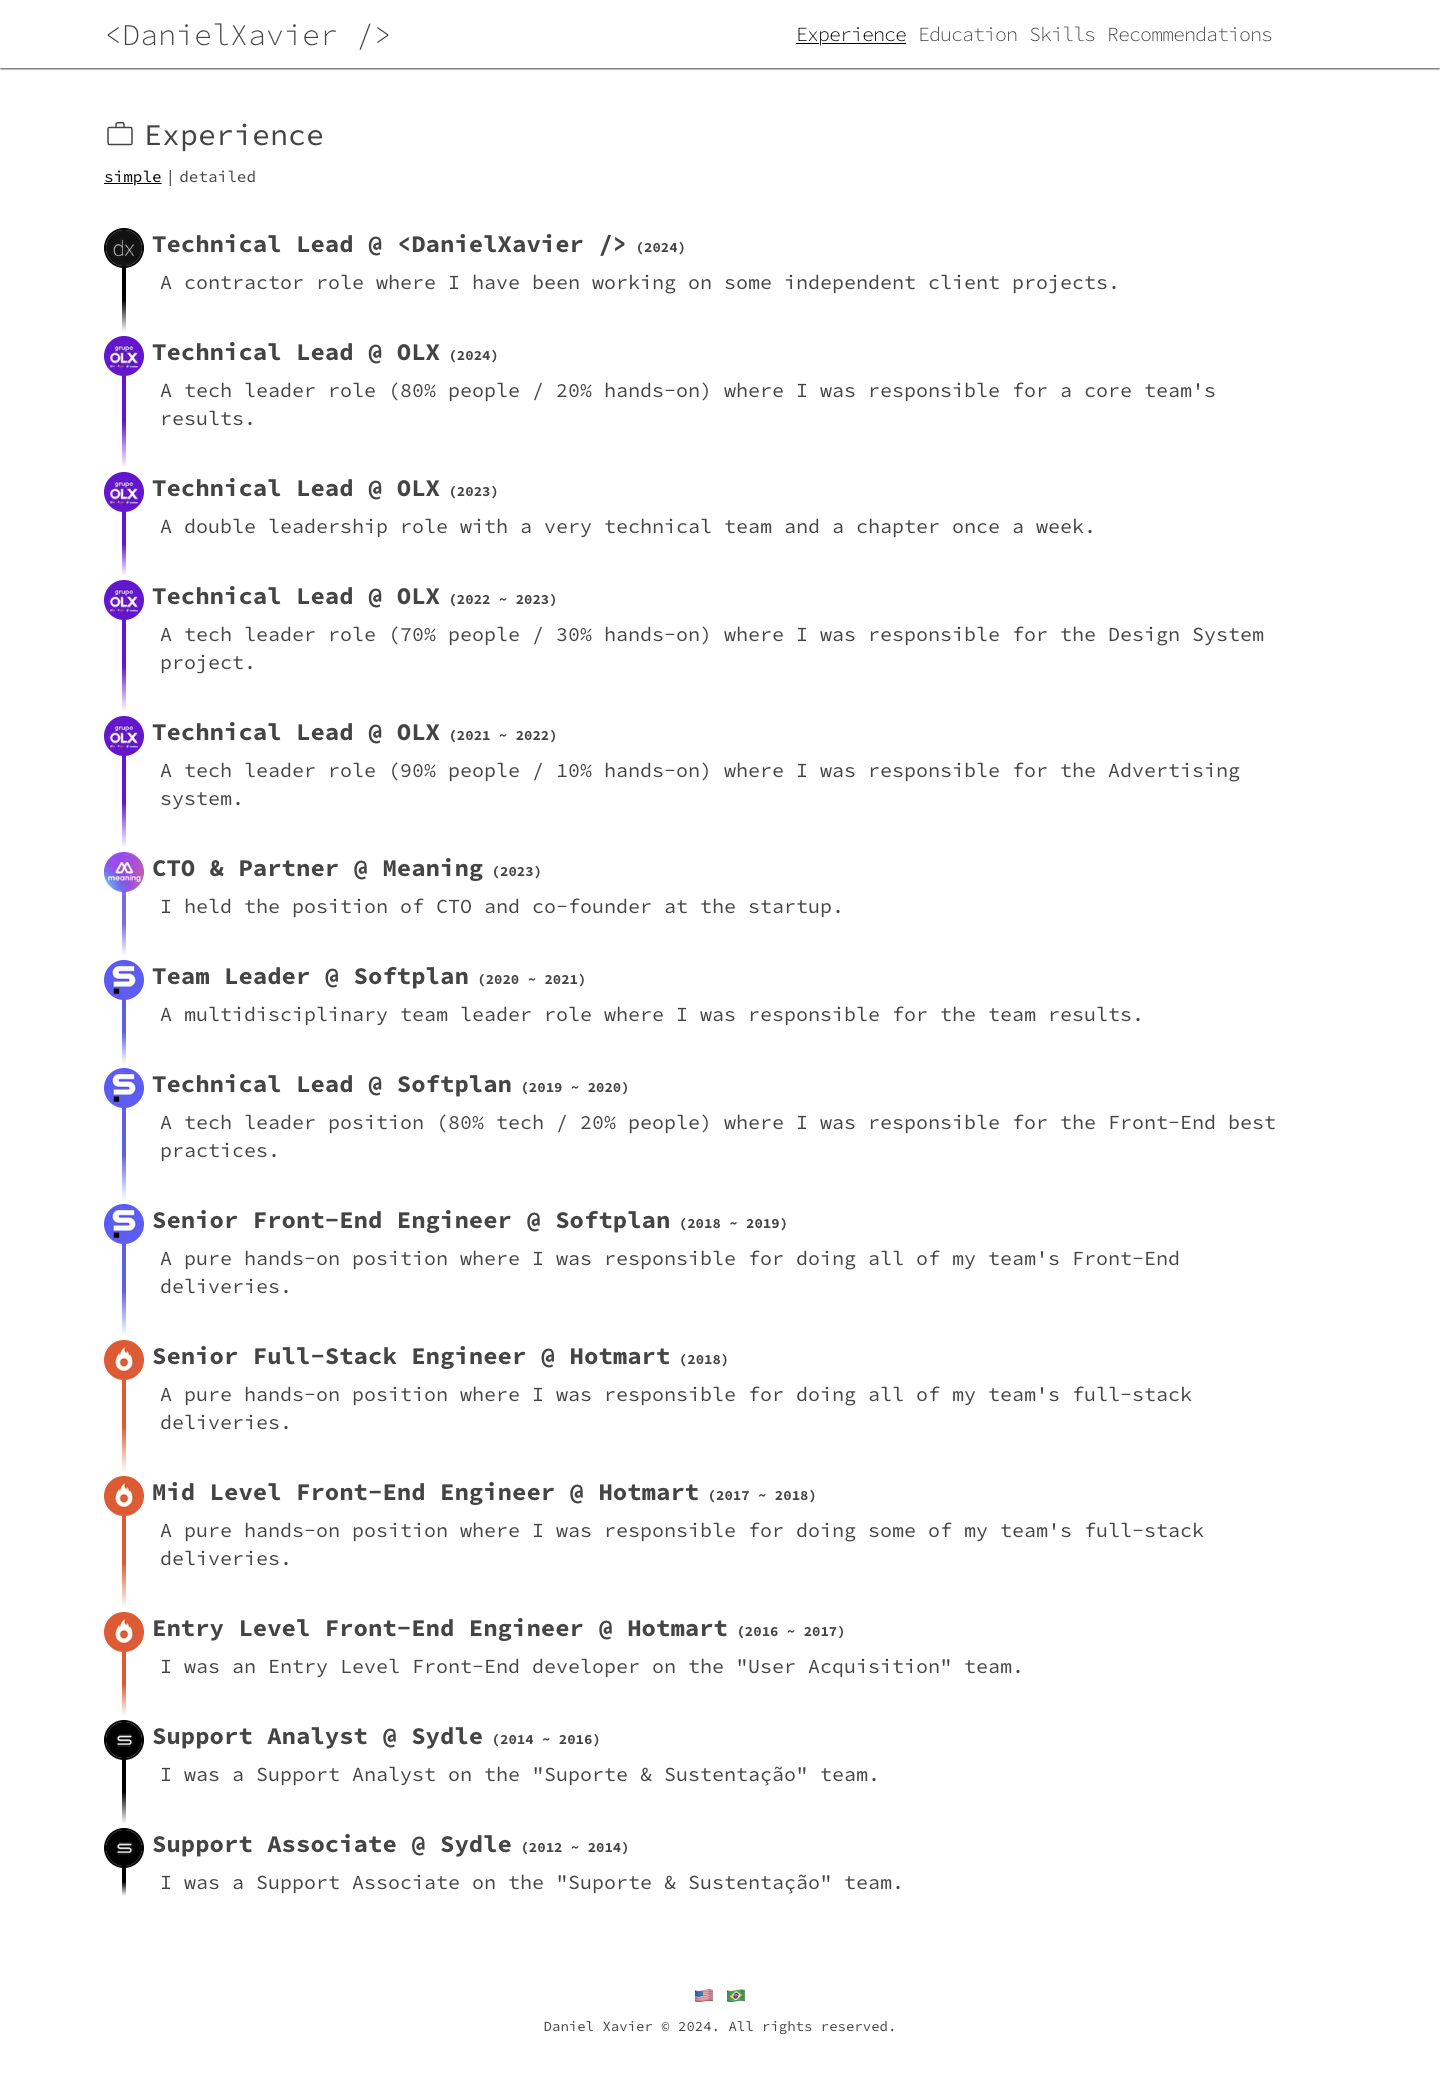 <DanielXavier />
Experience Education Skills Recommendations
Experience
simple | detailed
dx
Technical Lead @ <DanielXavier /> (2024)
A contractor role where I have been working on some independent client projects.
grupo
OLX
Technical Lead @ OLX (2024)
A tech leader role (80% people / 20% hands-on) where I was responsible for a core team's
results.
grupo
OLX
Technical Lead @ OLX (2023)
A double leadership role with a very technical team and a chapter once a week.
grupo
OLX
Technical Lead @ OLX (2022 ~ 2023)
A tech leader role (70% people / 30% hands-on) where I was responsible for the Design System
project.
grupo
OLX
Technical Lead @ OLX (2021 ~ 2022)
A tech leader role (90% people / 10% hands-on) where I was responsible for the Advertising
system.
meaning
CTO & Partner @ Meaning (2023)
I held the position of CTO and co-founder at the startup.
Team Leader @ Softplan (2020 ~ 2021)
A multidisciplinary team leader role where I was responsible for the team results.
Technical Lead @ Softplan (2019 ~ 2020)
A tech leader position (80% tech / 20% people) where I was responsible for the Front-End best
practices.
Senior Front-End Engineer @ Softplan (2018 ~ 2019)
A pure hands-on position where I was responsible for doing all of my team's Front-End
deliveries.
Senior Full-Stack Engineer @ Hotmart (2018)
A pure hands-on position where I was responsible for doing all of my team's full-stack
deliveries.
Mid Level Front-End Engineer @ Hotmart (2017 ~ 2018)
A pure hands-on position where I was responsible for doing some of my team's full-stack
deliveries.
Entry Level Front-End Engineer @ Hotmart (2016 ~ 2017)
I was an Entry Level Front-End developer on the "User Acquisition" team.
Support Analyst @ Sydle (2014 ~ 2016)
I was a Support Analyst on the "Suporte & Sustentação" team.
Support Associate @ Sydle (2012 ~ 2014)
I was a Support Associate on the "Suporte & Sustentação" team.
Daniel Xavier © 2024. All rights reserved.